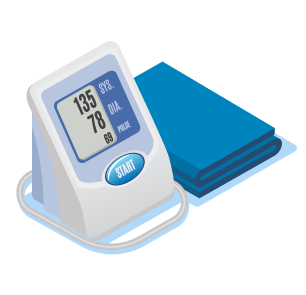 135 SYS.
78 DIA.
69 PULSE
START